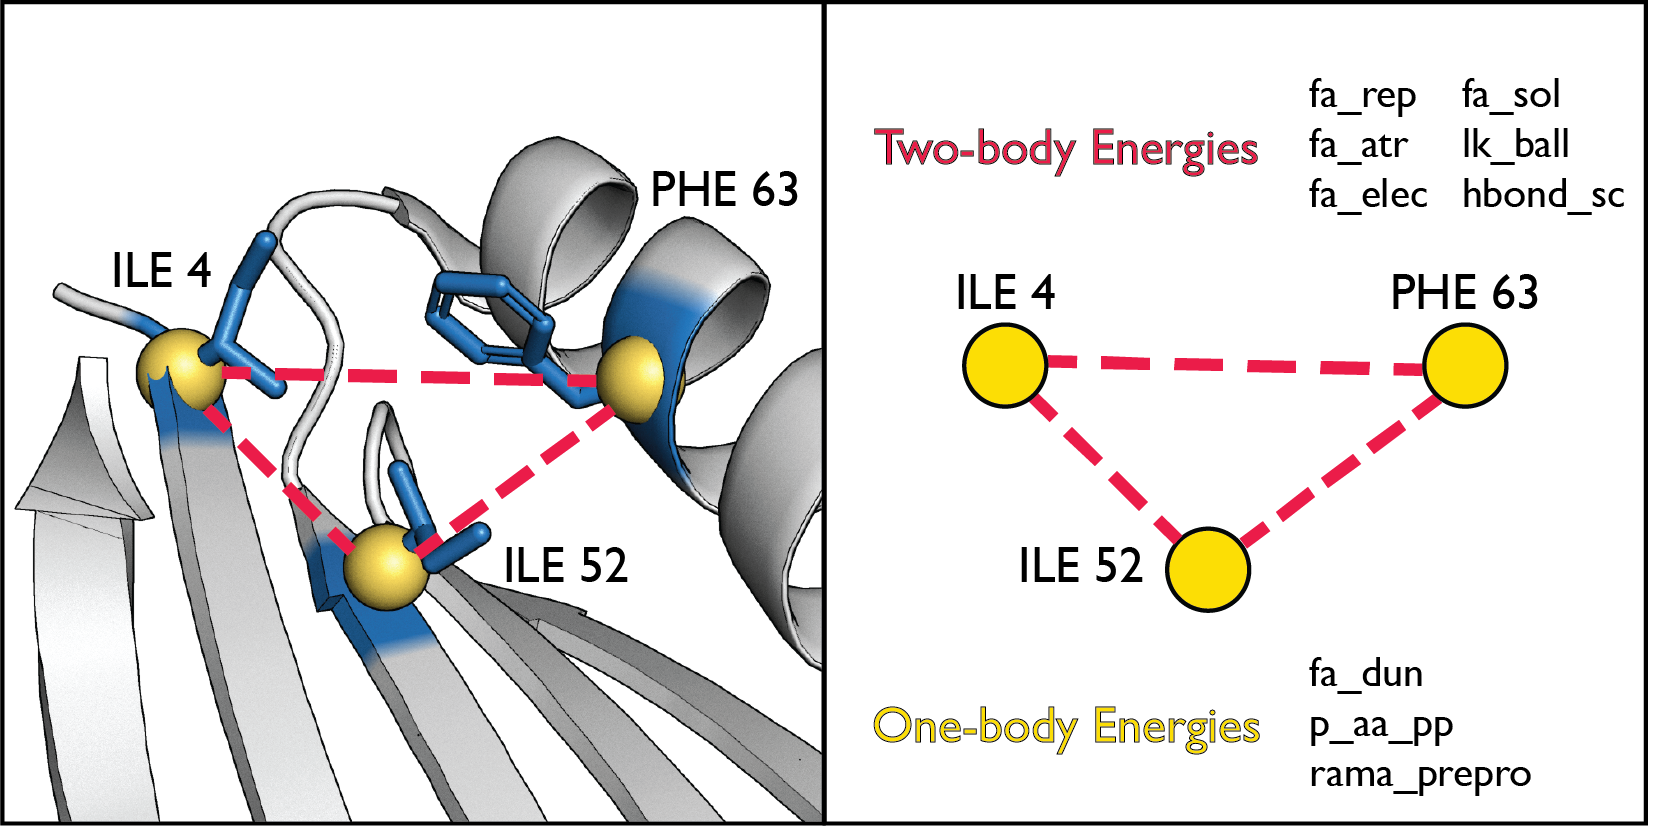 PHE 63
ILE 4
ILE 52
Two-body Energies
fa_rep fa_sol
fa_atr lk_ball
fa_elec hbond_sc
ILE 4
PHE 63
ILE 52
One-body Energies
fa_dun
p_aa_pp
rama_prepro